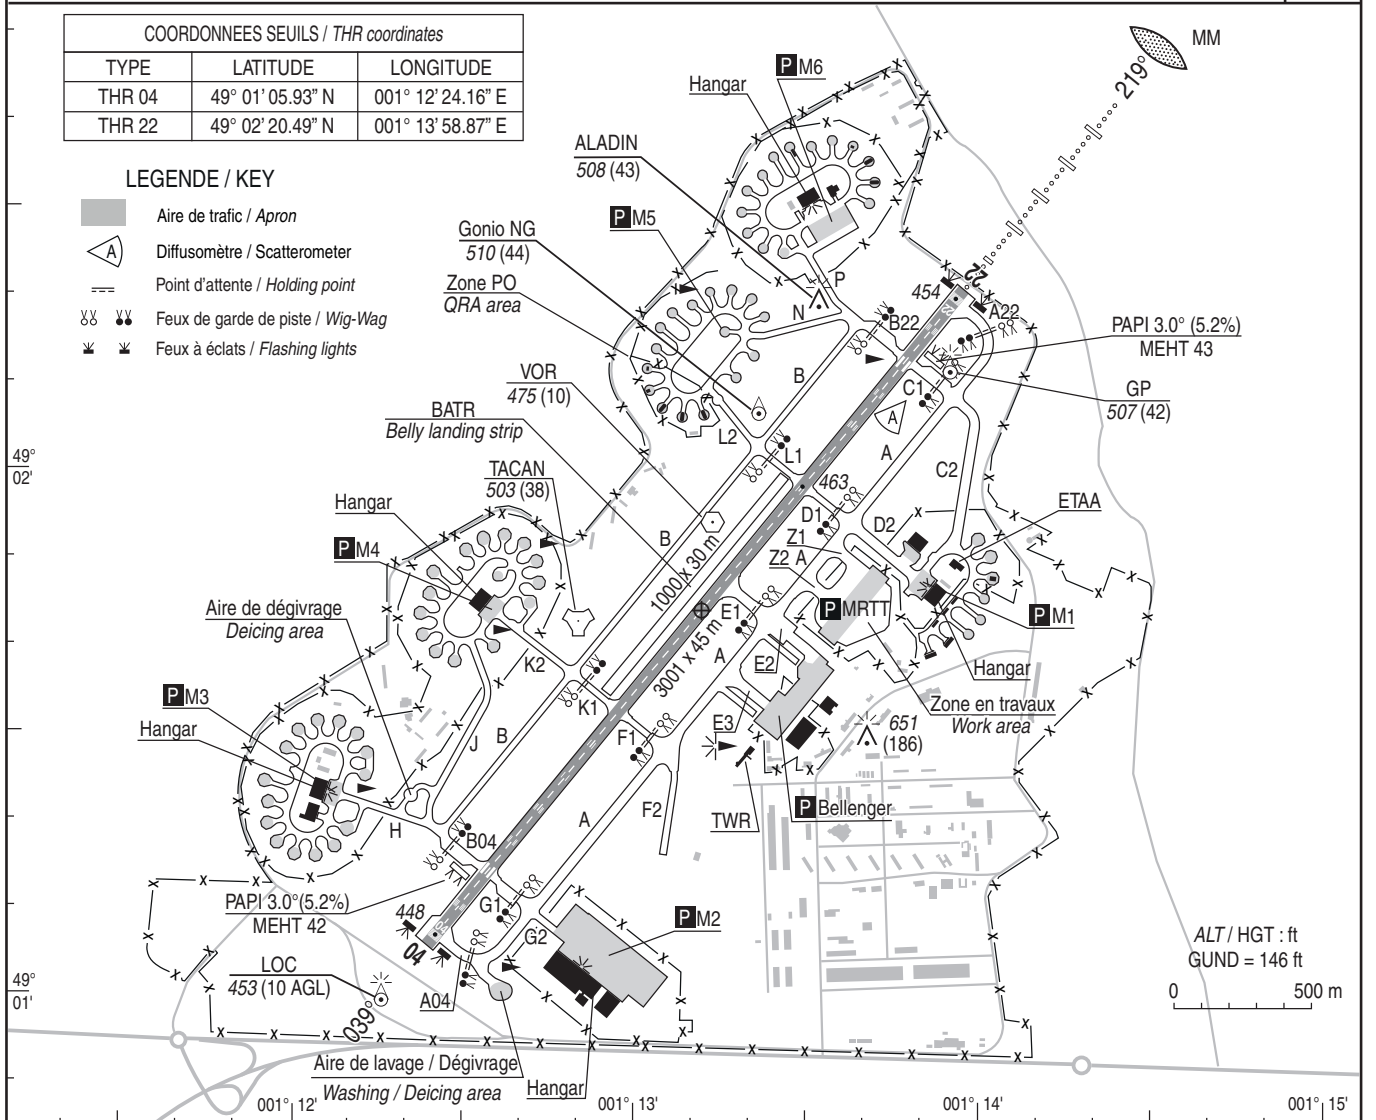 COORDONNEES SEUILS / THR coordinates
TYPE LATITUDE LONGITUDE
THR 04 49° 01' 05.93" N 001° 12' 24.16" E
THR 22 49° 02' 20.49" N 001° 13' 58.87" E
LEGENDE / KEY
Aire de trafic / Apron
A Diffusomètre / Scatterometer
Point d'attente / Holding point
Feux de garde de piste / Wig-Wag
Feux à éclats / Flashing lights
MM
219°
P M6
Hangar
ALADIN
508 (43)
P M5
Gonio NG
510 (44)
Zone PO
QRA area
VOR
475 (10)
BATR
Belly landing strip
TACAN
503 (38)
Hangar
P M4
Aire de dégivrage
Deicing area
P M3
Hangar
P
N
22
454
A22
B22
PAPI 3.0° (5.2%)
MEHT 43
GP
507 (42)
C1
A
B
L2
L1
A
C2
463
D1
D2
ETAA
Z1
Z2
A
B
1000 x 30 m
P MRTT
P M1
E1
3001 x 45 m
A
E2
K2
Hangar
Zone en travaux
Work area
K1
E3
651
(186)
F1
J
B
P Bellenger
TWR
F2
A
H
B04
PAPI 3.0°(5.2%)
MEHT 42
448
G1
G2
P M2
04
LOC
453 (10 AGL)
A04
039°
Aire de lavage / Dégivrage
Washing / Deicing area
Hangar
ALT / HGT : ft
GUND = 146 ft
0 500 m
49°
02'
49°
01'
001° 12'
001° 13'
001° 14'
001° 15'